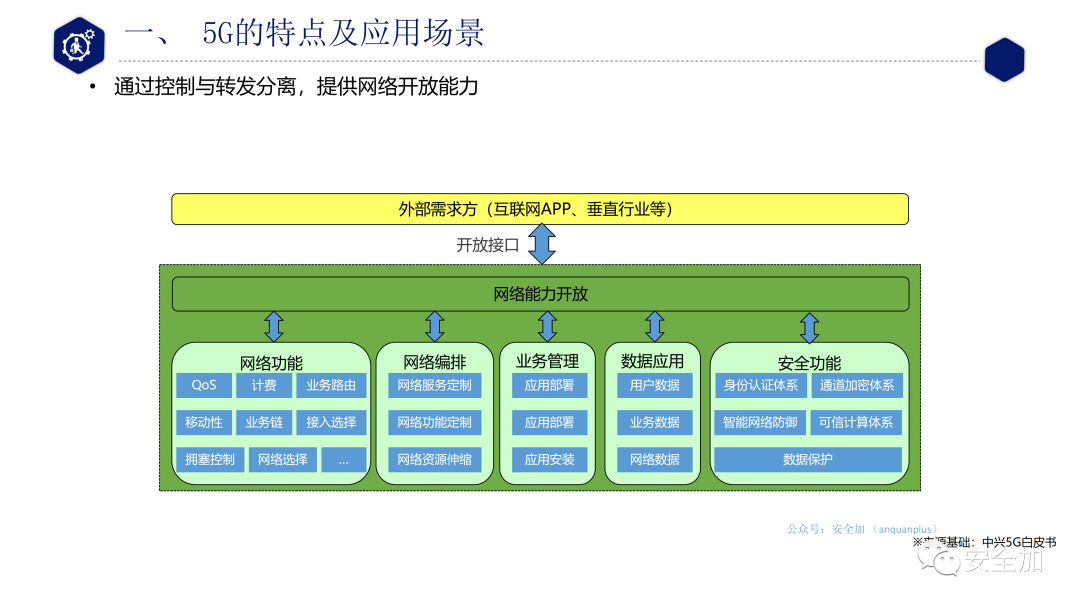 一、 5G的特点及应用场景
• 通过控制与转发分离，提供网络开放能力
外部需求方（互联网APP、垂直行业等）
开放接口
网络能力开放
网络功能
QoS 计费 业务路由
移动性 业务链 接入选择
拥塞控制 网络选择 ...
网络编排
网络服务定制
网络功能定制
网络资源伸缩
业务管理
应用部署
应用部署
应用安装
数据应用
用户数据
业务数据
网络数据
安全功能
身份认证体系 通道加密体系
智能网络防御 可信计算体系
数据保护
公众号：安全加 （anquanplus）
※来源基础：中兴5G白皮书
安全加